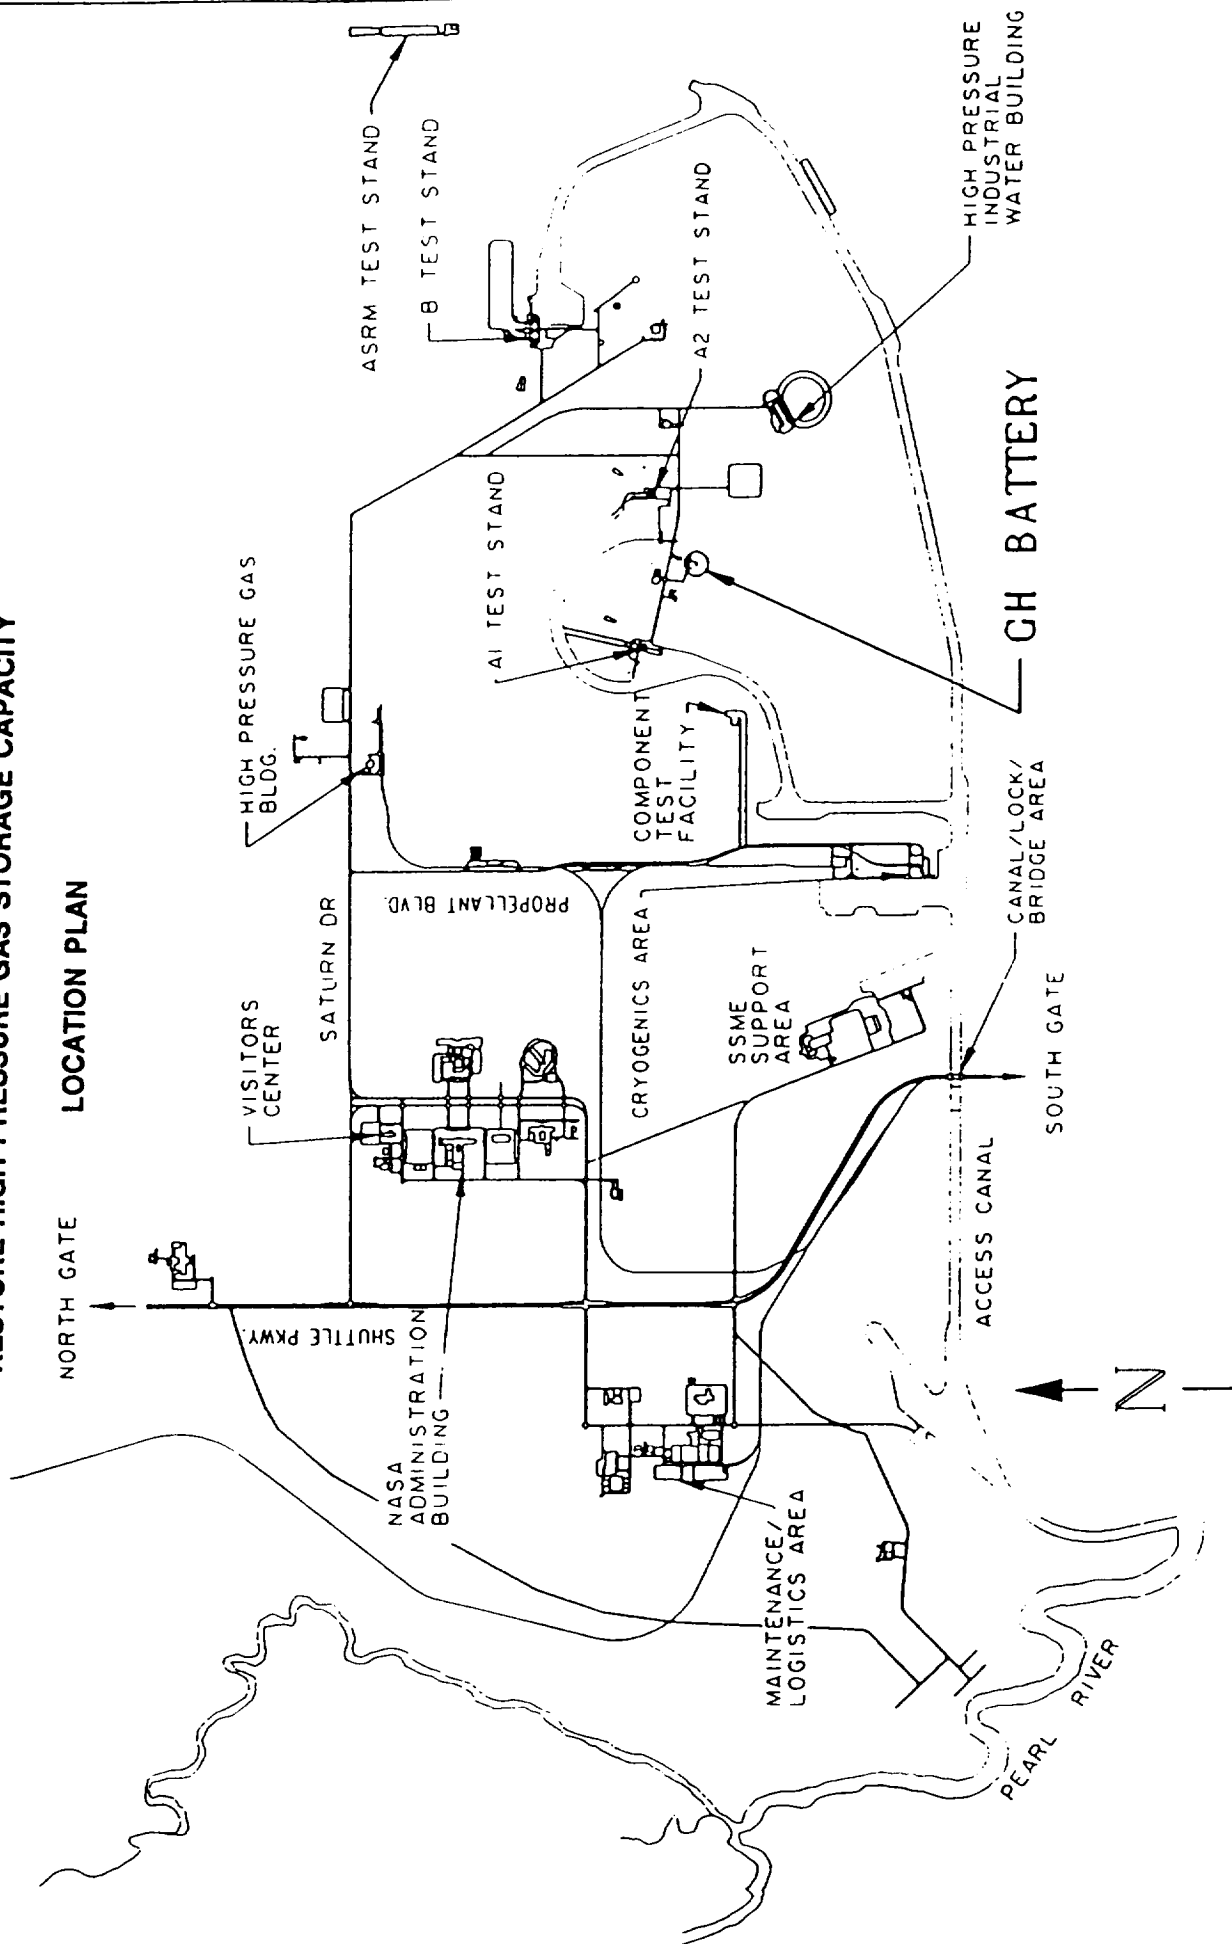 RESTORE HIGH PRESSURE GAS STORAGE CAPACITY
LOCATION PLAN
NORTH GATE
VISITORS
CENTER
SATURN DR
HIGH PRESSURE GAS
BLDG.
ASRM TEST STAND
B TEST STAND
SHUTTLE PKWY.
PROPELLANT BLVD.
NASA
ADMINISTRATION
BUILDING
A1 TEST STAND
A2 TEST STAND
CRYOGENICS AREA
COMPONENT
TEST
FACILITY
SSME
SUPPORT
AREA
MAINTENANCE/
LOGISTICS AREA
HIGH PRESSURE
INDUSTRIAL
WATER BUILDING
ACCESS CANAL
SOUTH GATE
CANAL/LOCK/
BRIDGE AREA
GH BATTERY
PEARL RIVER
N